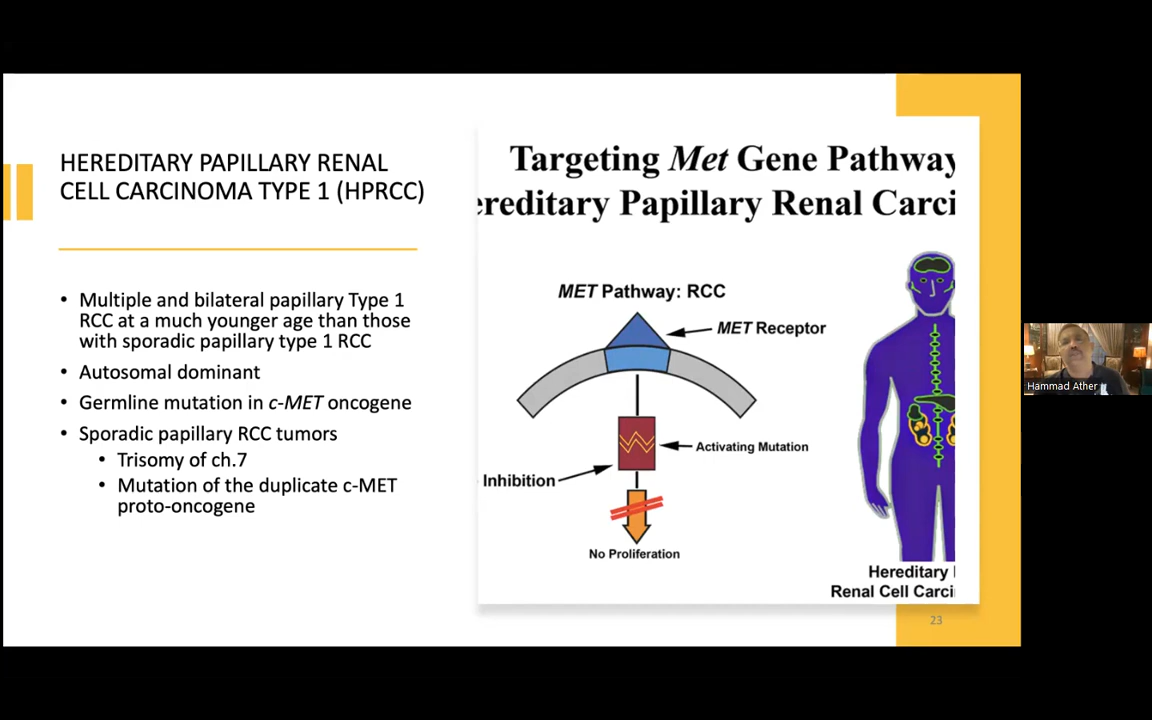 HEREDITARY PAPILLARY RENAL
CELL CARCINOMA TYPE 1 (HPRCC)
• Multiple and bilateral papillary Type 1
RCC at a much younger age than those
with sporadic papillary type 1 RCC
• Autosomal dominant
• Germline mutation in c-MET oncogene
• Sporadic papillary RCC tumors
• Trisomy of ch.7
• Mutation of the duplicate c-MET
proto-oncogene
Targeting Met Gene Pathway
ereditary Papillary Renal Carci
MET Pathway: RCC
MET Receptor
Activating Mutation
Inhibition
No Proliferation
Hereditary
Renal Cell Carci
23
Hammad Ather